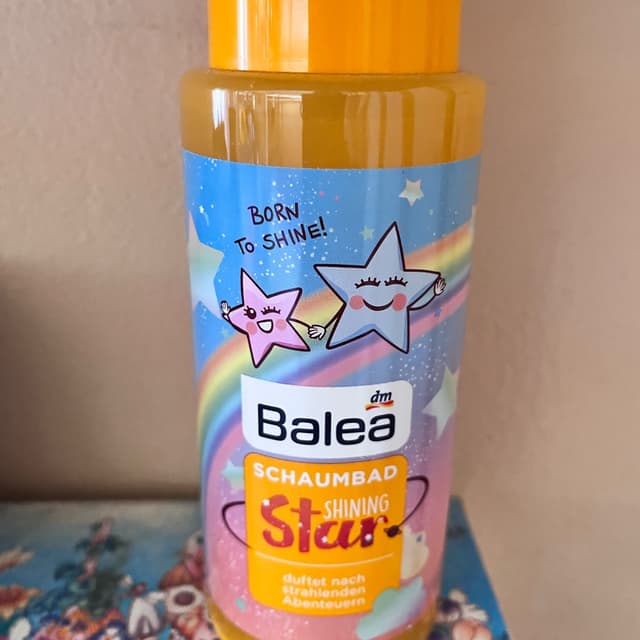 BORN
TO SHINE!
dm
Balea
SCHAUMBAD
SHINING
Star
duftet nach
strahlenden
Abenteuern